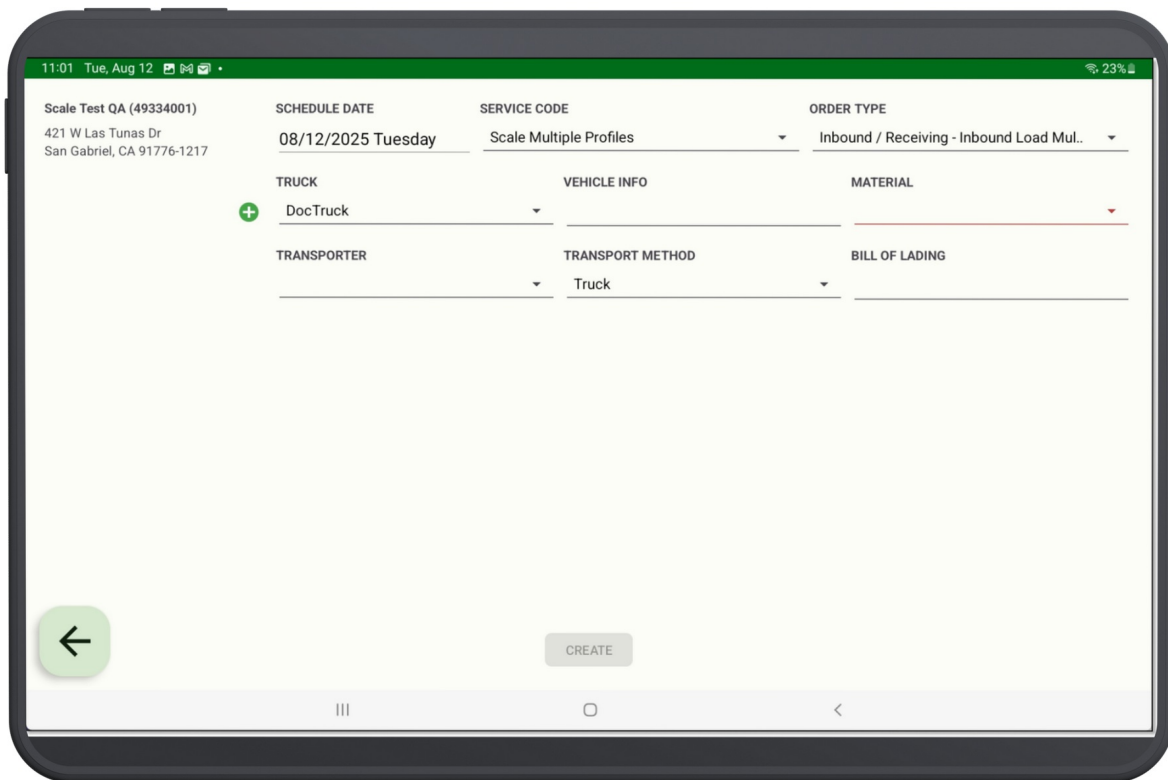 11:01 Tue, Aug 12
23%
Scale Test QA (49334001)
421 W Las Tunas Dr
San Gabriel, CA 91776-1217
SCHEDULE DATE
08/12/2025 Tuesday
SERVICE CODE
Scale Multiple Profiles
ORDER TYPE
Inbound / Receiving - Inbound Load Mul..
TRUCK
DocTruck
VEHICLE INFO
MATERIAL
TRANSPORTER
TRANSPORT METHOD
Truck
BILL OF LADING
CREATE